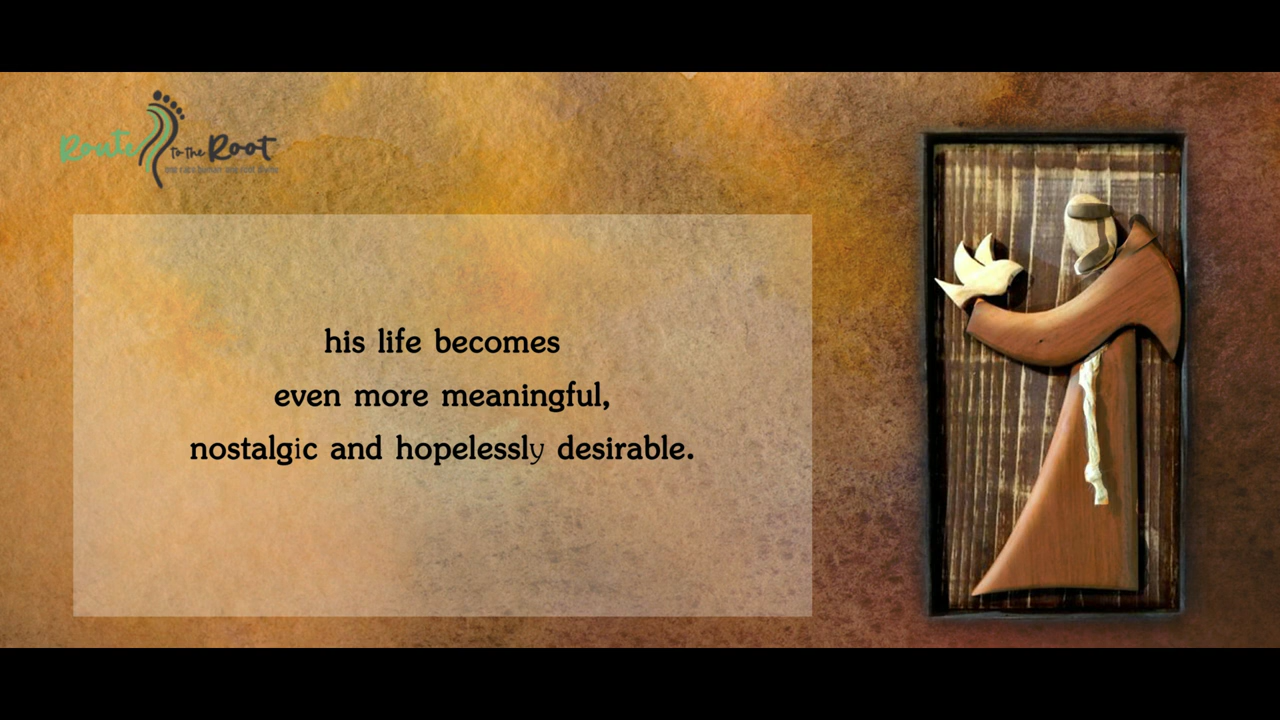 Route to the Root
his life becomes
even more meaningful,
nostalgic and hopelessly desirable.